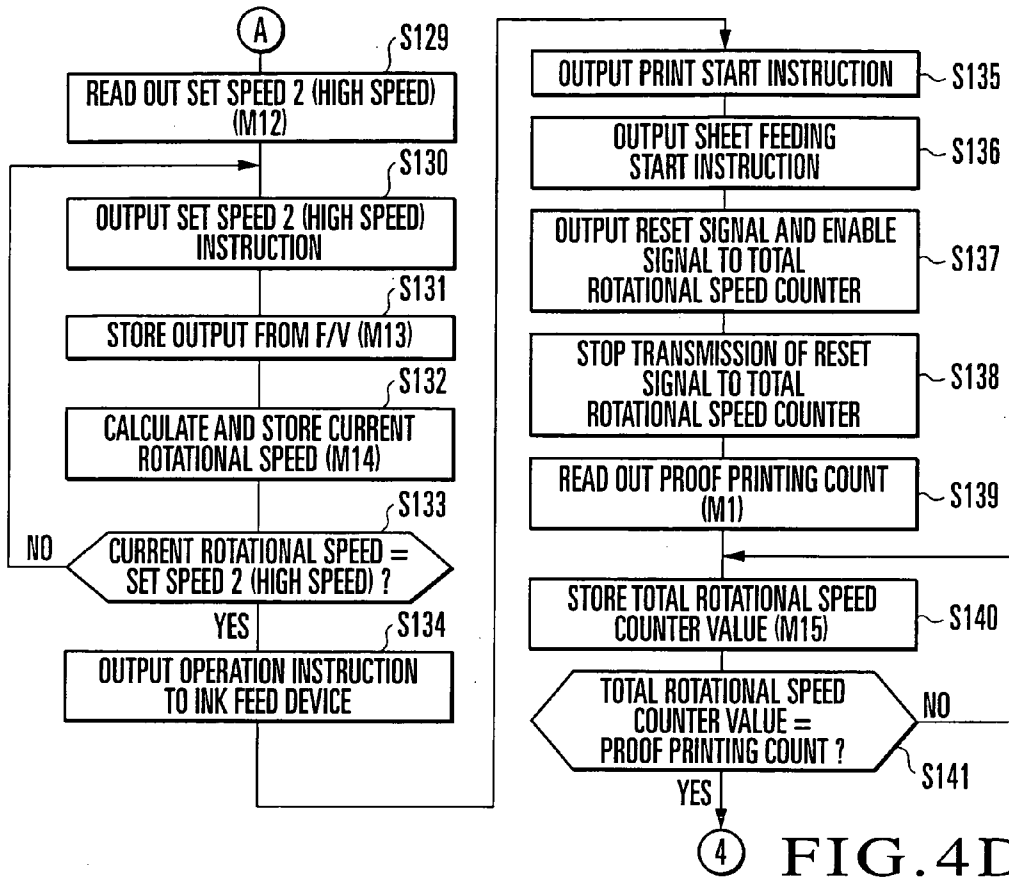 A
S129
READ OUT SET SPEED 2 (HIGH SPEED)
(M12)
S130
OUTPUT SET SPEED 2 (HIGH SPEED)
INSTRUCTION
S131
STORE OUTPUT FROM F/V (M13)
S132
CALCULATE AND STORE CURRENT
ROTATIONAL SPEED (M14)
S133
NO
CURRENT ROTATIONAL SPEED =
SET SPEED 2 (HIGH SPEED) ?
YES
S134
OUTPUT OPERATION INSTRUCTION
TO INK FEED DEVICE
OUTPUT PRINT START INSTRUCTION
S135
OUTPUT SHEET FEEDING
START INSTRUCTION
S136
OUTPUT RESET SIGNAL AND ENABLE
SIGNAL TO TOTAL
ROTATIONAL SPEED COUNTER
S137
STOP TRANSMISSION OF RESET
SIGNAL TO TOTAL
ROTATIONAL SPEED COUNTER
S138
READ OUT PROOF PRINTING COUNT
(M1)
S139
STORE TOTAL ROTATIONAL SPEED
COUNTER VALUE (M15)
S140
TOTAL ROTATIONAL SPEED
COUNTER VALUE =
PROOF PRINTING COUNT ?
NO
S141
YES
4
FIG.4D